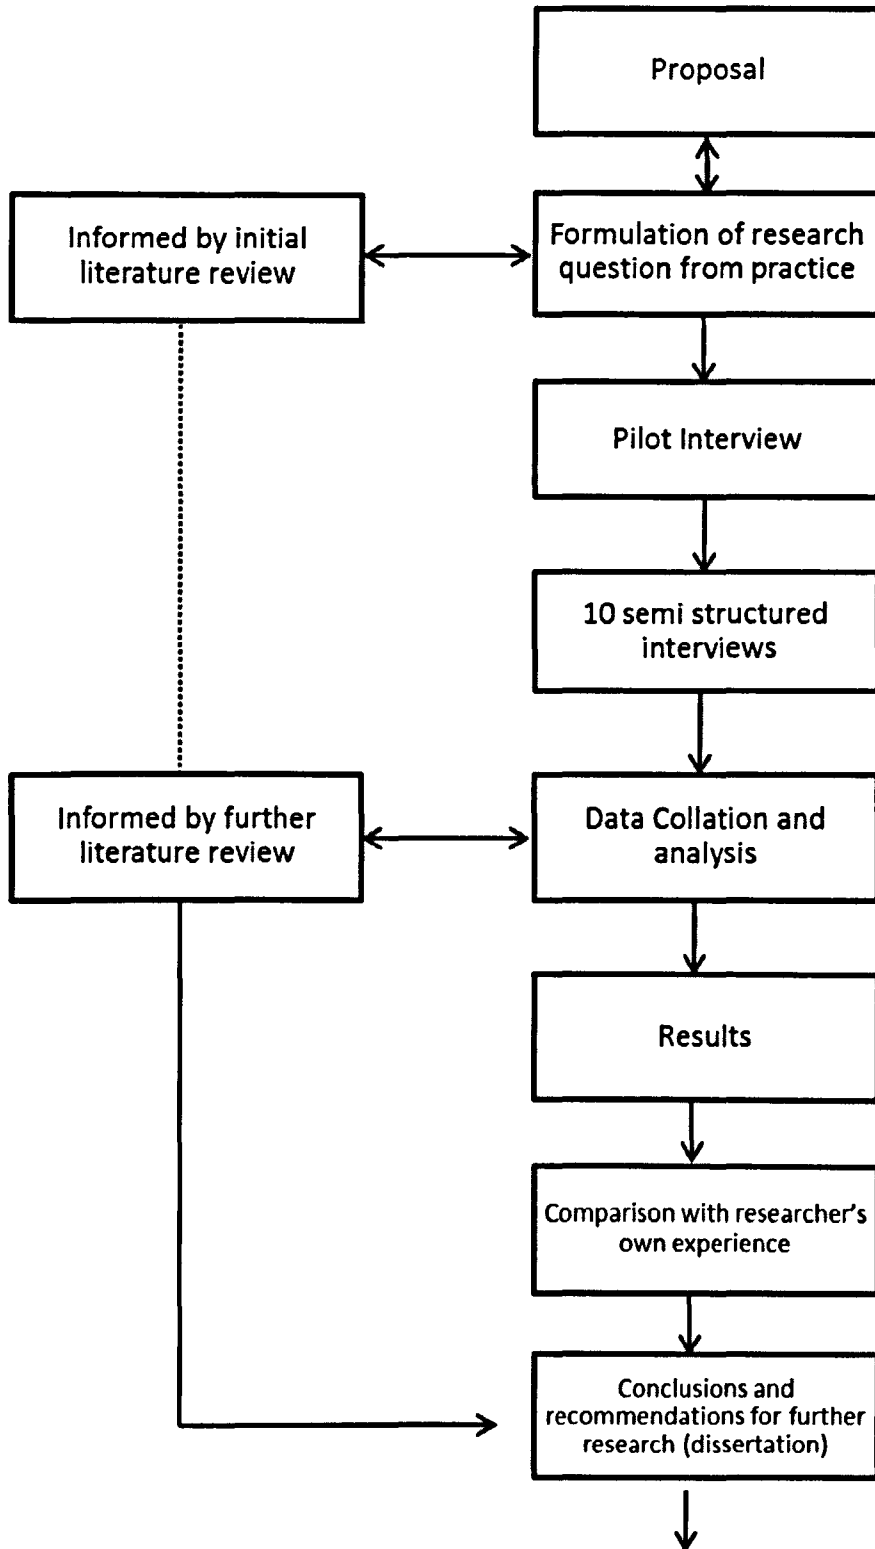 Proposal
Informed by initial
literature review
Formulation of research
question from practice
Pilot Interview
10 semi structured
interviews
Informed by further
literature review
Data Collation and
analysis
Results
Comparison with researcher's
own experience
Conclusions and
recommendations for further
research (dissertation)